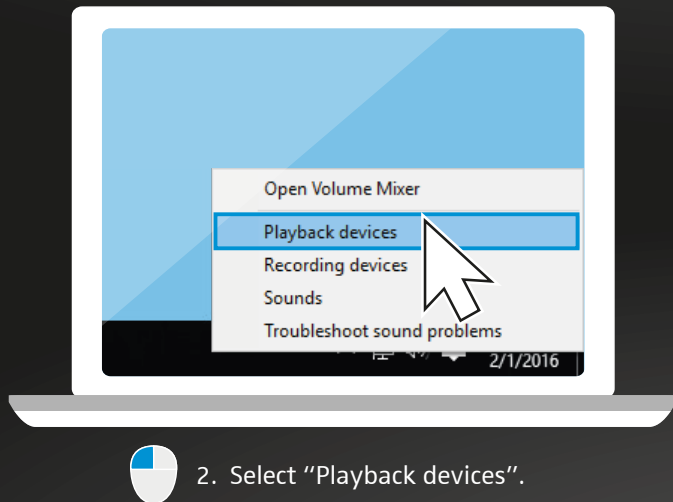 Open Volume Mixer
Playback devices
Recording devices
Sounds
Troubleshoot sound problems
2/1/2016
2. Select “Playback devices”.